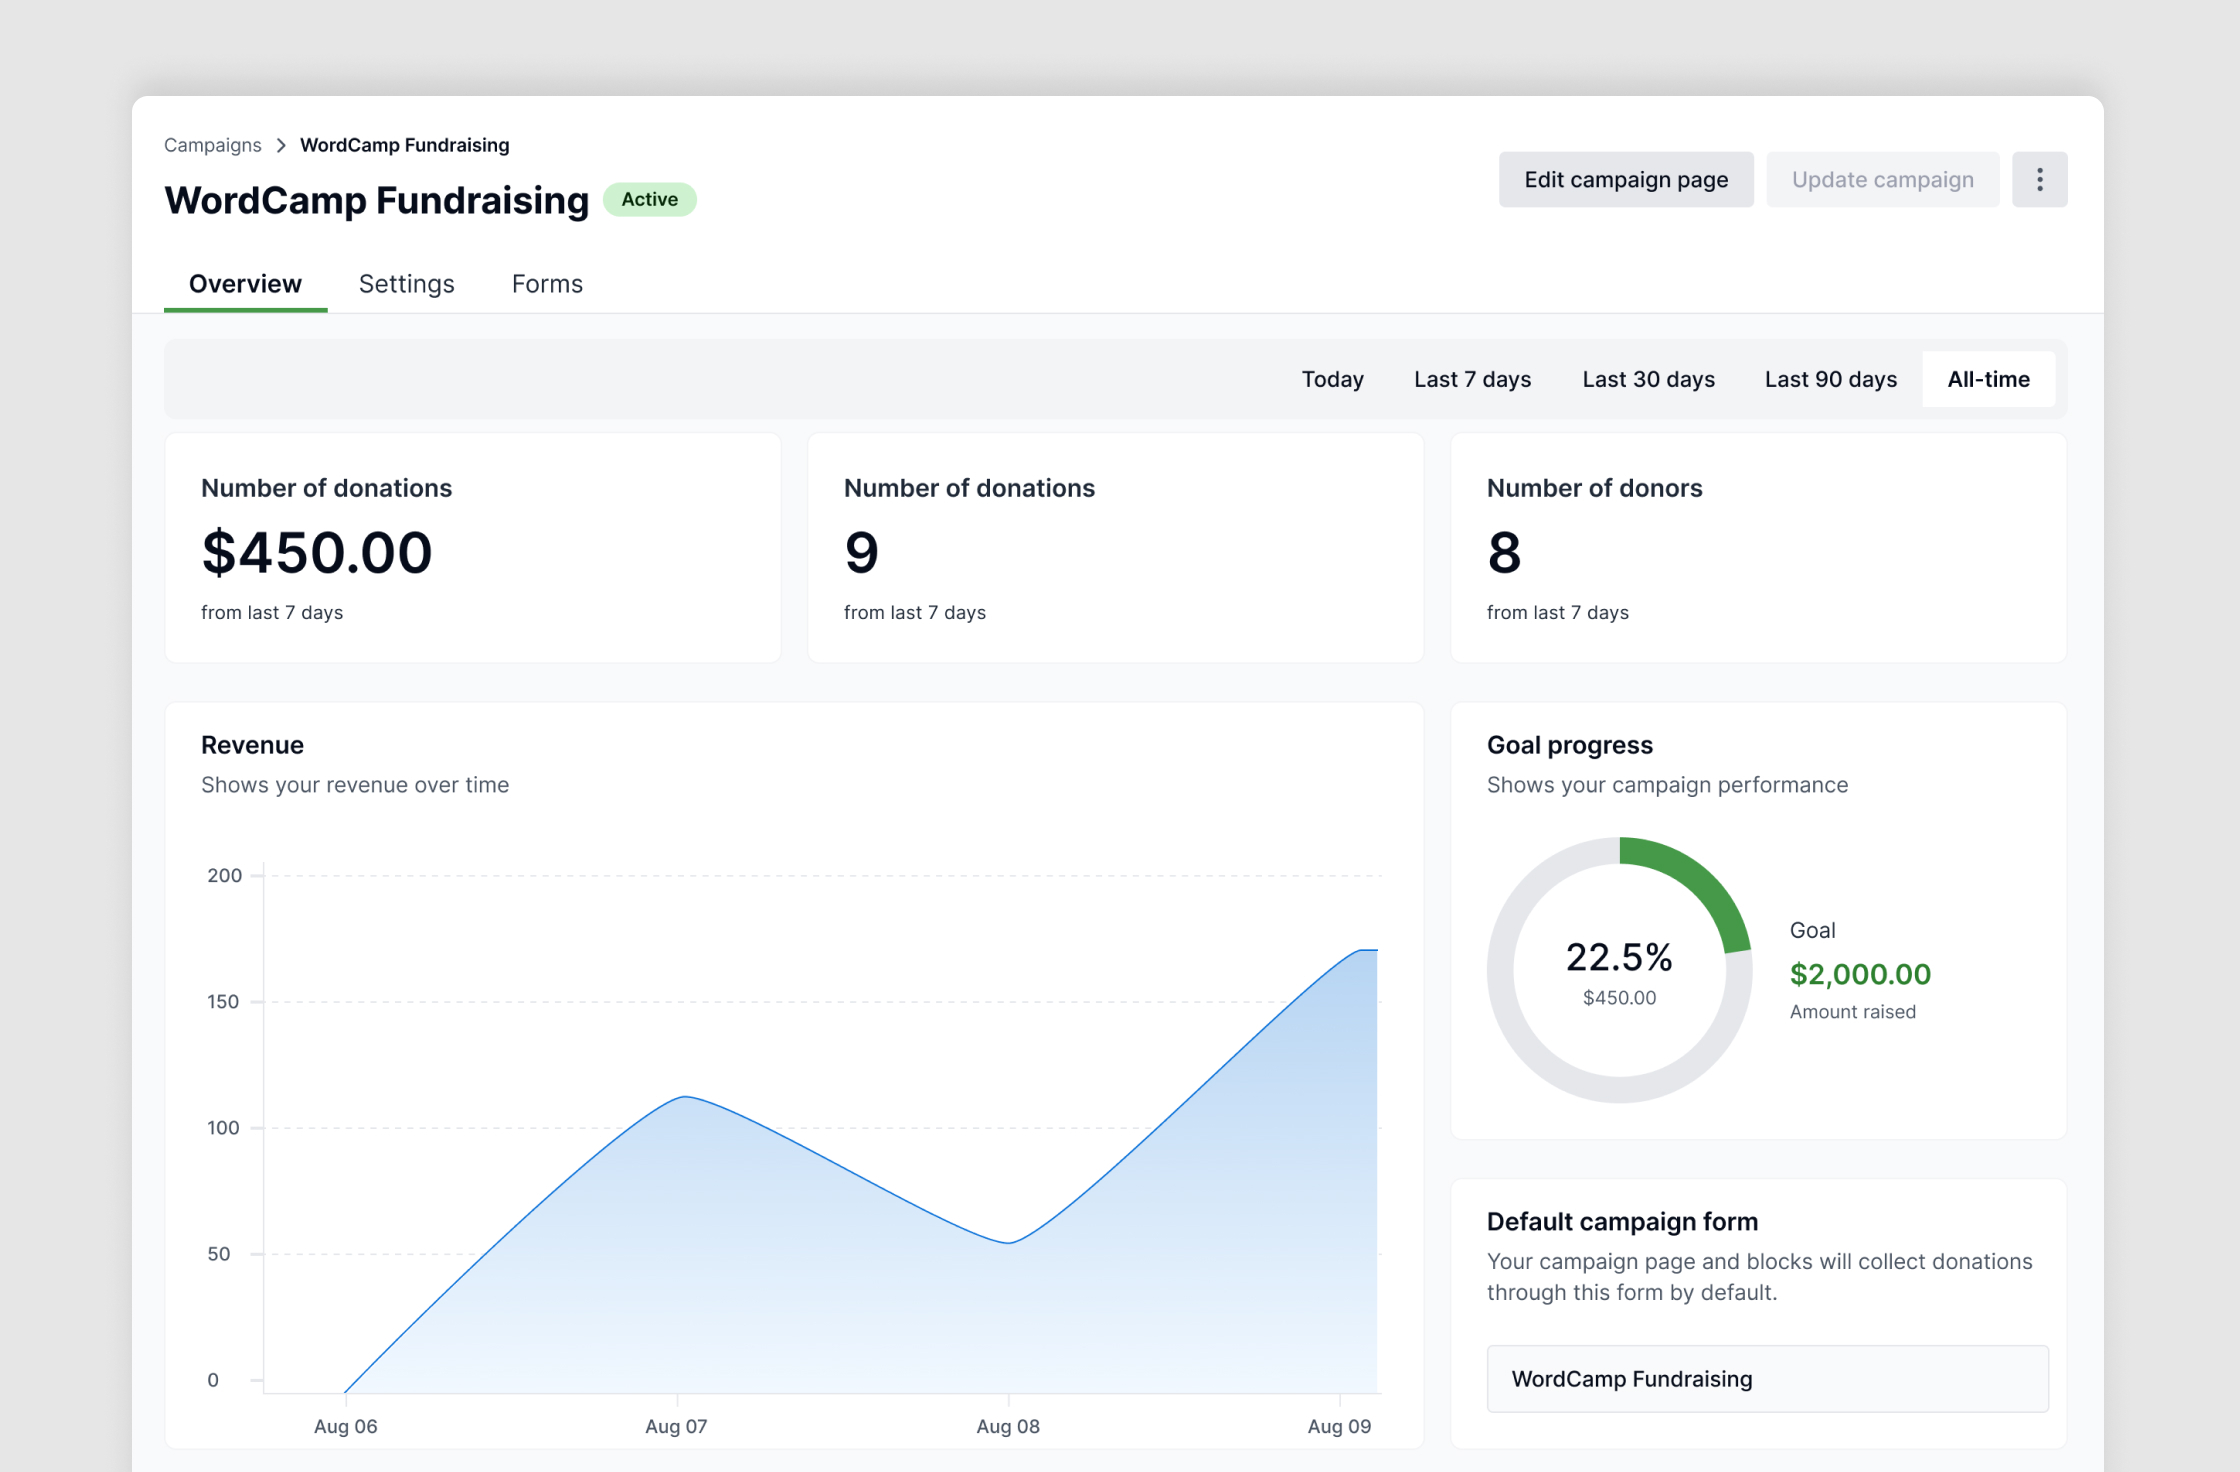 Campaigns > WordCamp Fundraising
WordCamp Fundraising Active
Edit campaign page Update campaign
Overview Settings Forms
Today Last 7 days Last 30 days Last 90 days All-time
Number of donations
$450.00
from last 7 days
Number of donations
9
from last 7 days
Number of donors
8
from last 7 days
Revenue
Shows your revenue over time
200
150
100
50
0
Aug 06 Aug 07 Aug 08 Aug 09
Goal progress
Shows your campaign performance
22.5%
$450.00
Goal
$2,000.00
Amount raised
Default campaign form
Your campaign page and blocks will collect donations
through this form by default.
WordCamp Fundraising